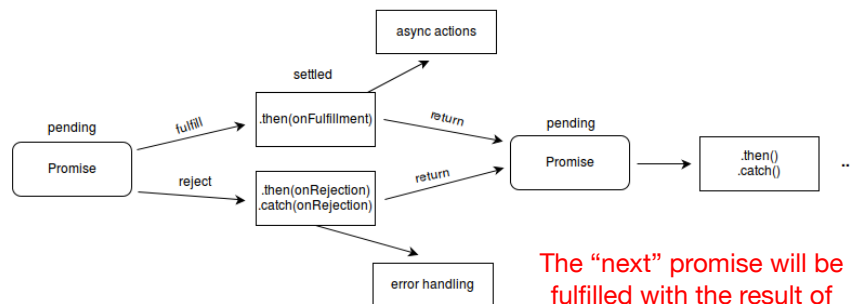 async actions
settled
.then(onFulfillment)
fulfill
return
pending
Promise
pending
Promise
.then()
.catch()
..
reject
.then(onRejection)
.catch(onRejection)
return
error handling
The “next” promise will be
fulfilled with the result of